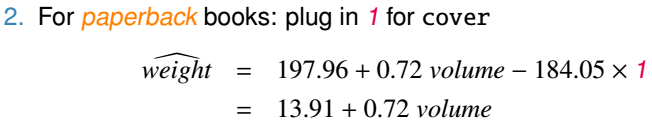 2. For paperback books: plug in 1 for cover
$\widehat{weight}$ = 197.96 + 0.72 volume − 184.05 × 1
= 13.91 + 0.72 volume